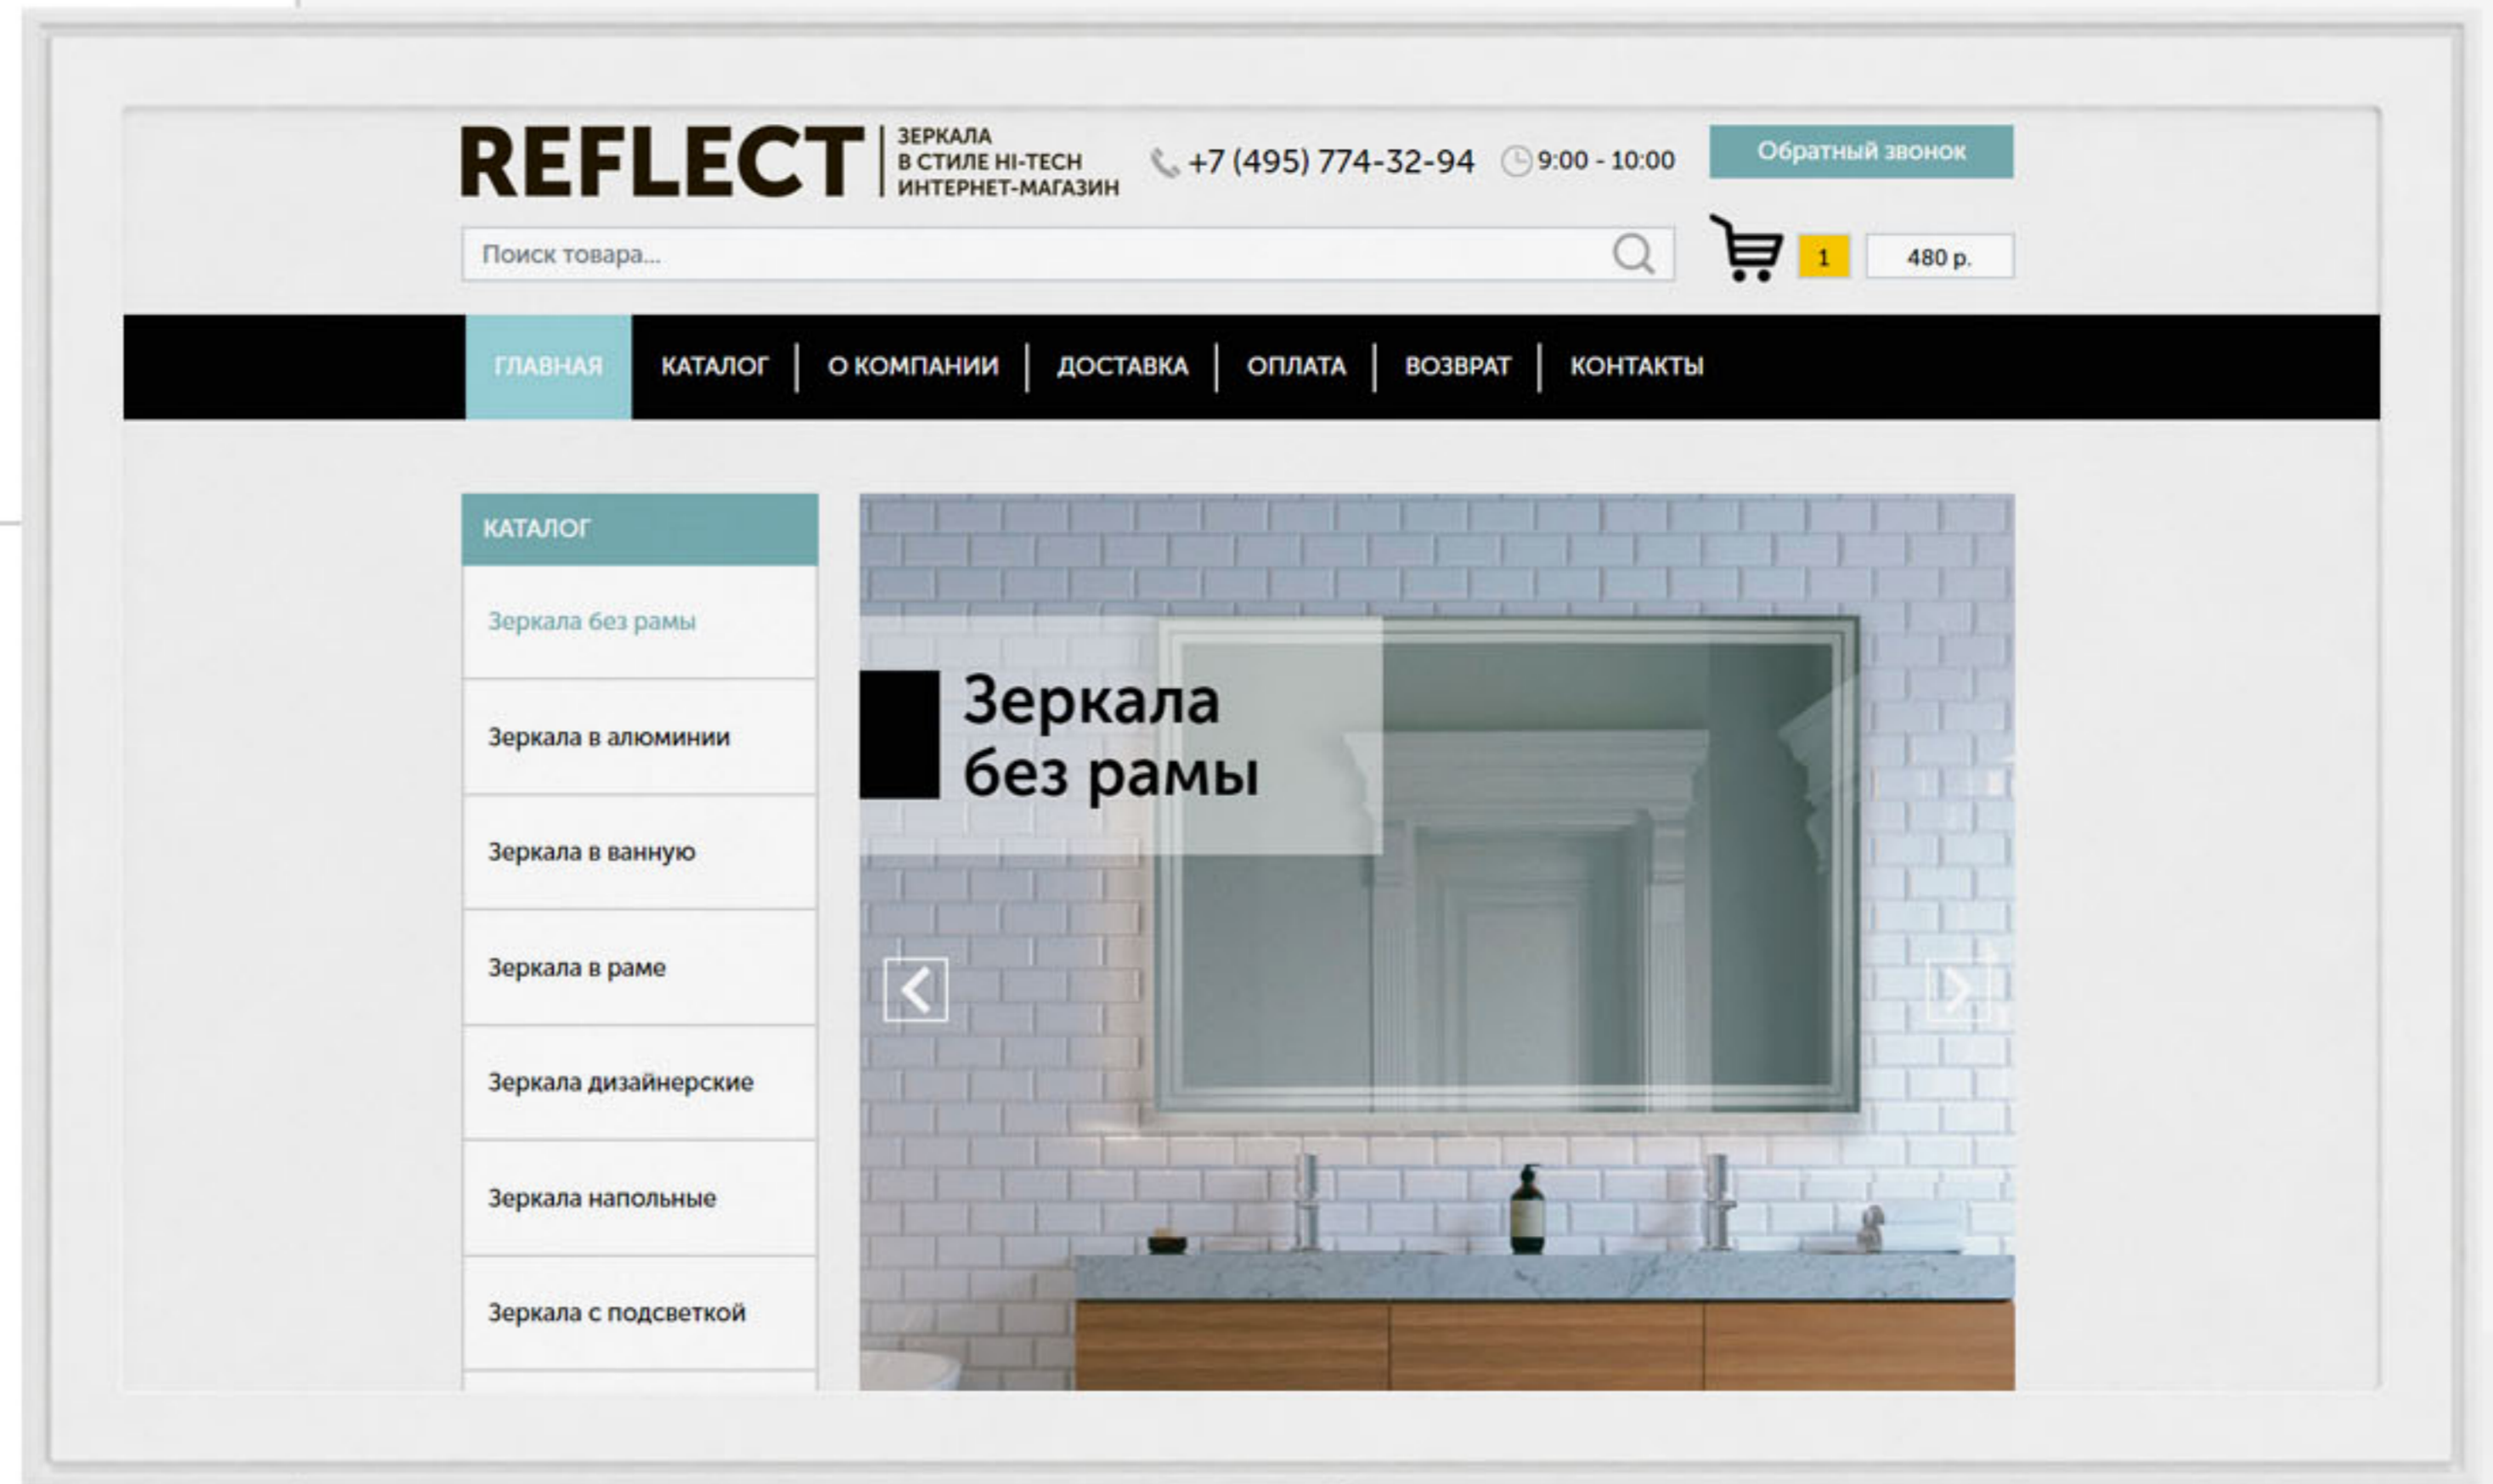 REFLECT
ЗЕРКАЛА
В СТИЛЕ HI-TECH
ИНТЕРНЕТ-МАГАЗИН
+7 (495) 774-32-94
9:00 - 10:00
Обратный звонок
Поиск товара...
1
480 р.
ГЛАВНАЯ КАТАЛОГ О КОМПАНИИ ДОСТАВКА ОПЛАТА ВОЗВРАТ КОНТАКТЫ
КАТАЛОГ
Зеркала без рамы
Зеркала в алюминии
Зеркала в ванную
Зеркала в раме
Зеркала дизайнерские
Зеркала напольные
Зеркала с подсветкой
Зеркала
без рамы